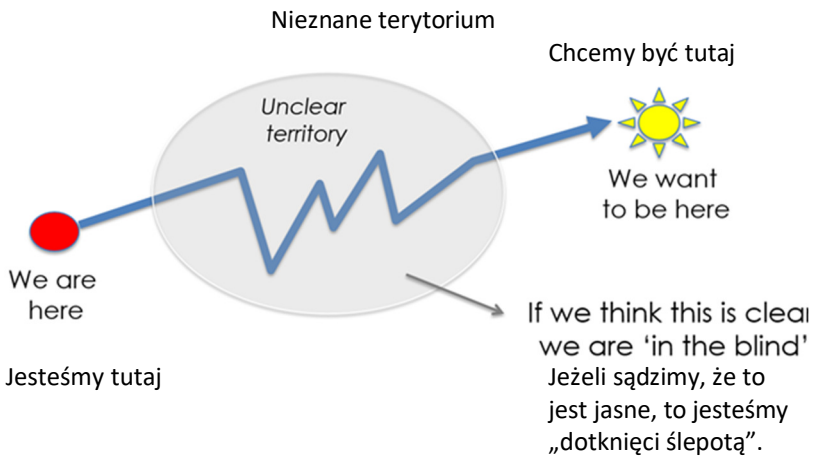 Nieznane terytorium
Chcemy być tutaj
Unclear
territory
We want
to be here
We are
here
If we think this is clear
we are 'in the blind'
Jesteśmy tutaj
Jeżeli sądzimy, że to
jest jasne, to jesteśmy
„dotknięci ślepotą”.